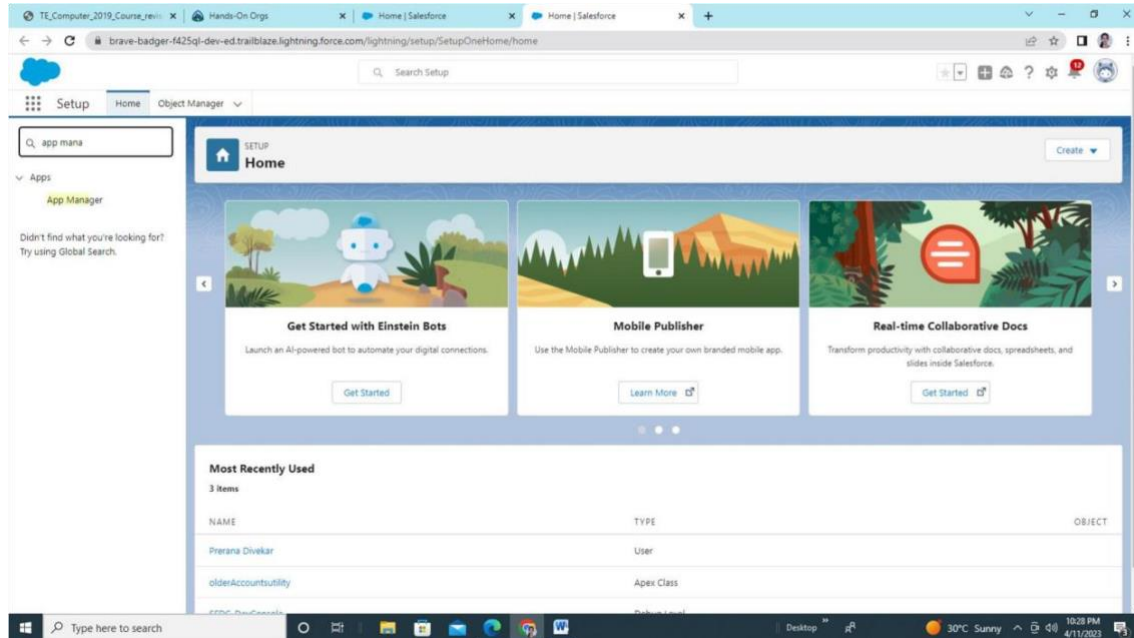 TE_Computer_2019_Course_revis
Hands-On Orgs
Home | Salesforce
Home | Salesforce
brave-badger-f425ql-dev-ed.trailblaze.lightning.force.com/lightning/setup/SetupOneHome/home
Search Setup
12
Setup
Home
Object Manager
app mana
Apps
App Manager
Didn't find what you're looking for?
Try using Global Search.
SETUP
Home
Create
Get Started with Einstein Bots
Launch an AI-powered bot to automate your digital connections.
Get Started
Mobile Publisher
Use the Mobile Publisher to create your own branded mobile app.
Learn More
Real-time Collaborative Docs
Transform productivity with collaborative docs, spreadsheets, and
slides inside Salesforce.
Get Started
Most Recently Used
3 items
NAME TYPE OBJECT
Prerana Divekar User
olderAccountsutility Apex Class
SFDC_DevConsole Debug Level
Type here to search
Desktop
30°C Sunny
10:28 PM
4/11/2023